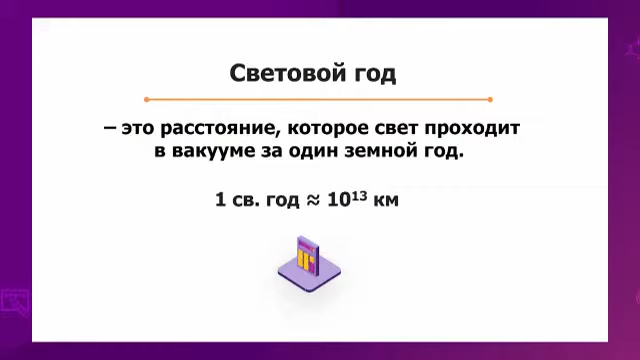 Световой год
– это расстояние, которое свет проходит
в вакууме за один земной год.
1 св. год ≈ 10¹³ км